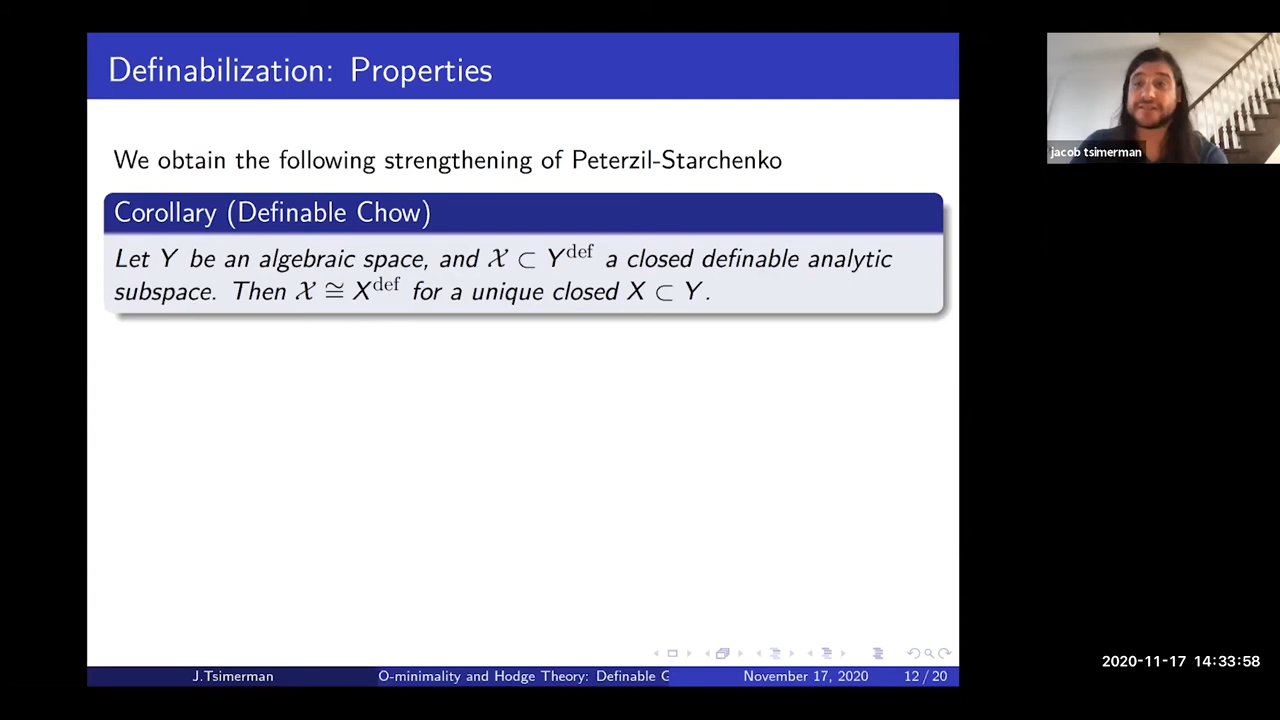 Definabilization: Properties
We obtain the following strengthening of Peterzil-Starchenko
Corollary (Definable Chow)
Let Y be an algebraic space, and 𝒳 ⊂ Y^def a closed definable analytic
subspace. Then 𝒳 ≅ X^def for a unique closed X ⊂ Y.
J.Tsimerman
O-minimality and Hodge Theory: Definable G
November 17, 2020
12 / 20
jacob tsimerman
2020-11-17 14:33:58